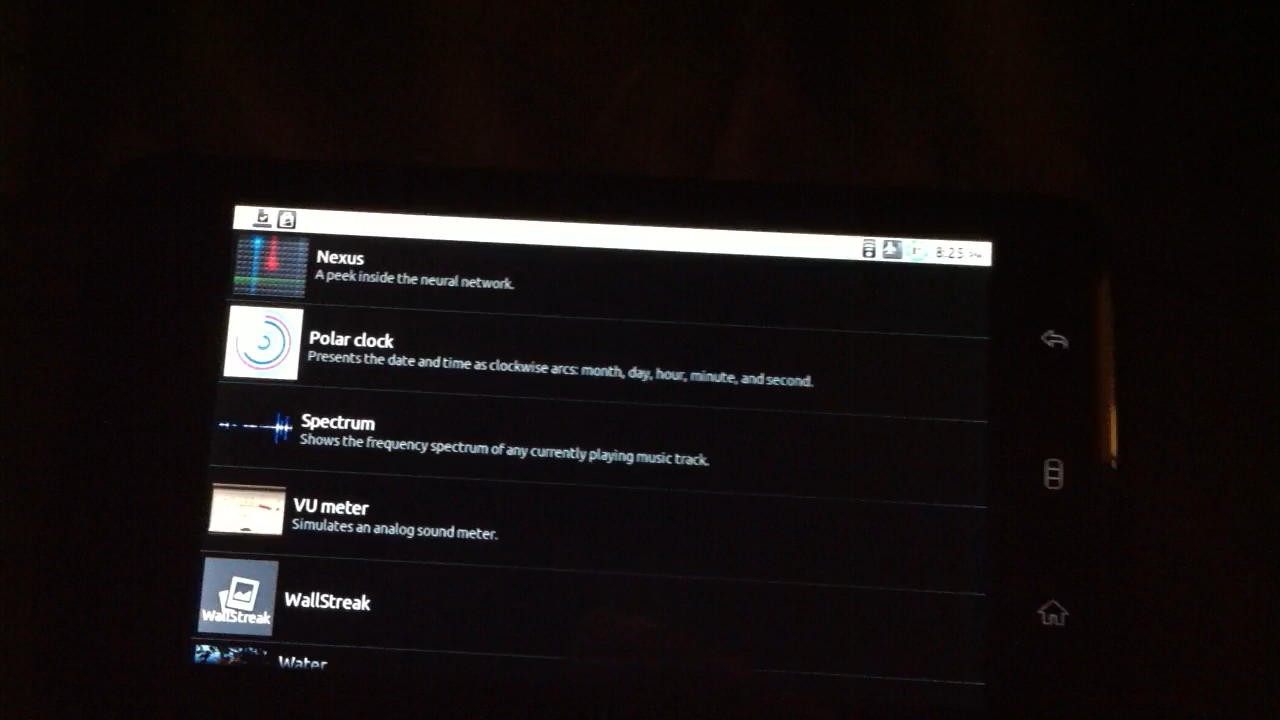 8:25 PM
Nexus
A peek inside the neural network.
Polar clock
Presents the date and time as clockwise arcs: month, day, hour, minute, and second.
Spectrum
Shows the frequency spectrum of any currently playing music track.
VU meter
Simulates an analog sound meter.
WallStreak
WallStreak
Water